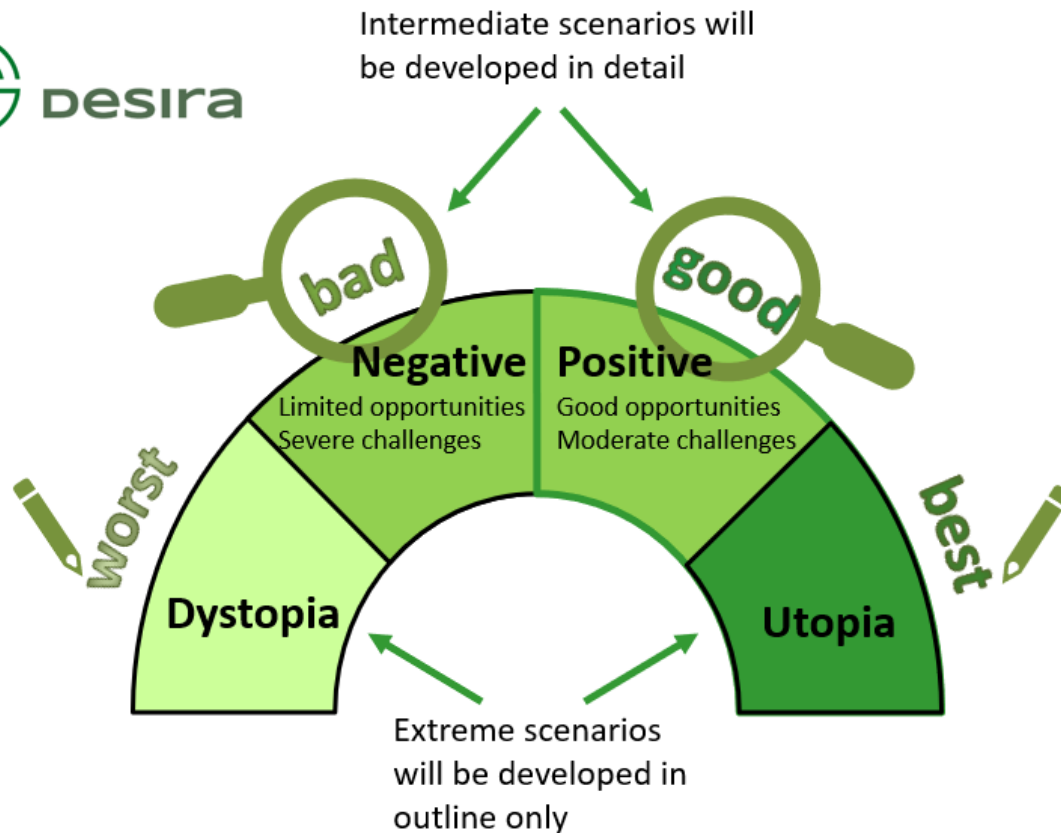 Intermediate scenarios will
be developed in detail
DESIRA
bad
good
Negative
Limited opportunities
Severe challenges
Positive
Good opportunities
Moderate challenges
worst
best
Dystopia
Utopia
Extreme scenarios
will be developed in
outline only